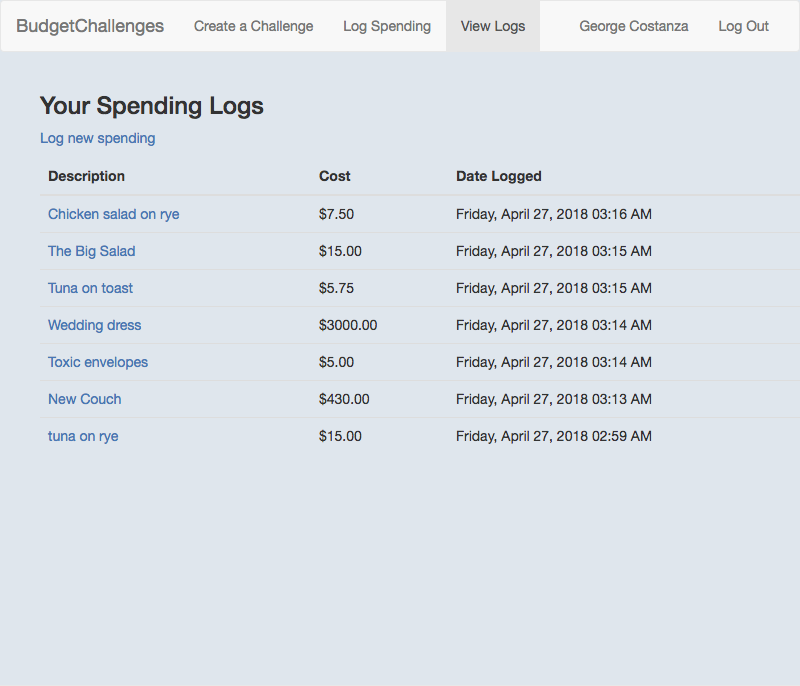 BudgetChallenges Create a Challenge Log Spending View Logs George Costanza Log Out
Your Spending Logs
Log new spending
Description Cost Date Logged
Chicken salad on rye $7.50 Friday, April 27, 2018 03:16 AM
The Big Salad $15.00 Friday, April 27, 2018 03:15 AM
Tuna on toast $5.75 Friday, April 27, 2018 03:15 AM
Wedding dress $3000.00 Friday, April 27, 2018 03:14 AM
Toxic envelopes $5.00 Friday, April 27, 2018 03:14 AM
New Couch $430.00 Friday, April 27, 2018 03:13 AM
tuna on rye $15.00 Friday, April 27, 2018 02:59 AM